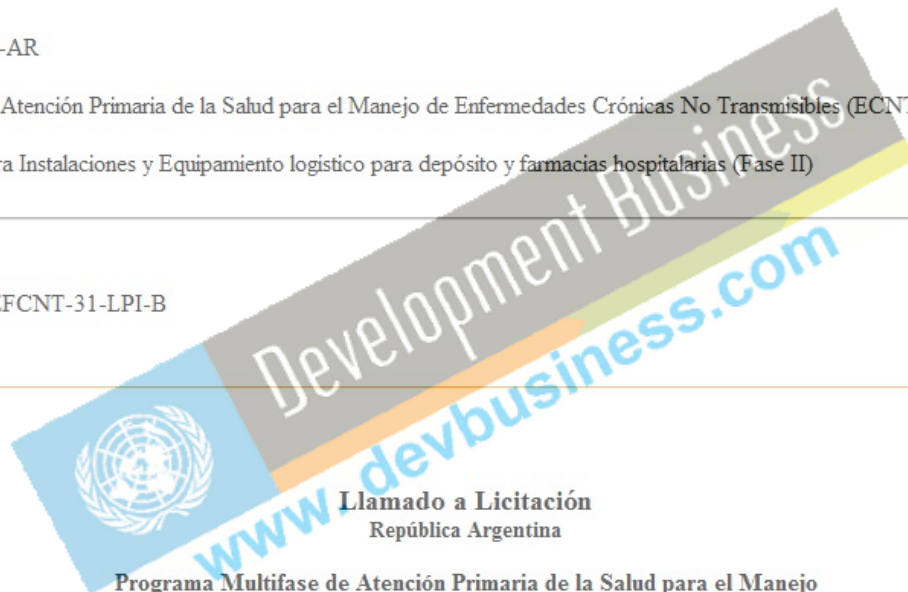 -AR
Atención Primaria de la Salud para el Manejo de Enfermedades Crónicas No Transmisibles (ECNT
ra Instalaciones y Equipamiento logistico para depósito y farmacias hospitalarias (Fase II)
FCNT-31-LPI-B
Development Business
www.devbusiness.com
Llamado a Licitación
República Argentina
Programa Multifase de Atención Primaria de la Salud para el Manejo